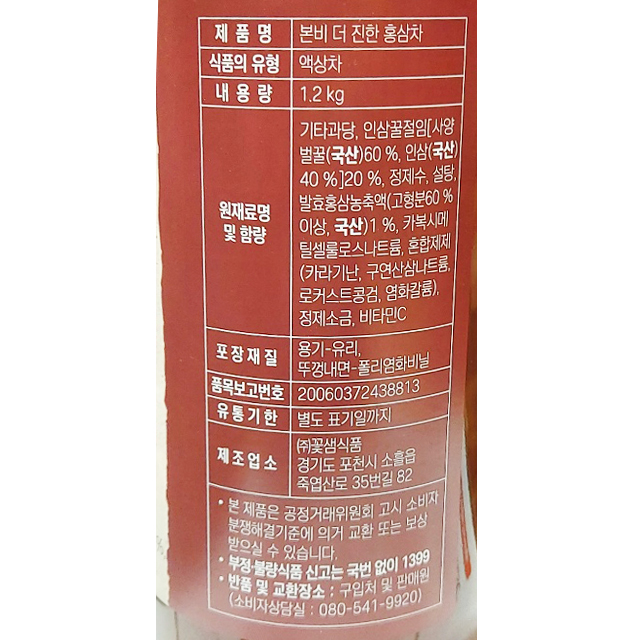 제품명 본비 더 진한 홍삼차
식품의 유형 액상차
내용량 1.2 kg
원재료명 및 함량
기타과당, 인삼꿀절임[사양
벌꿀(국산)60 %, 인삼(국산)
40 %]20 %, 정제수, 설탕,
발효홍삼농축액(고형분60 %
이상, 국산)1 %, 카복시메
틸셀룰로스나트륨, 혼합제제
(카라기난, 구연산삼나트륨,
로커스트콩검, 염화칼륨),
정제소금, 비타민C
포장재질 용기-유리,
뚜껑내면-폴리염화비닐
품목보고번호 20060372438813
유통기한 별도 표기일까지
제조업소 ㈜꽃샘식품
경기도 포천시 소흘읍
죽엽산로 35번길 82
• 본 제품은 공정거래위원회 고시 소비자
분쟁해결기준에 의거 교환 또는 보상
받으실 수 있습니다.
• 부정·불량식품 신고는 국번 없이 1399
• 반품 및 교환장소 : 구입처 및 판매원
(소비자상담실 : 080-541-9920)